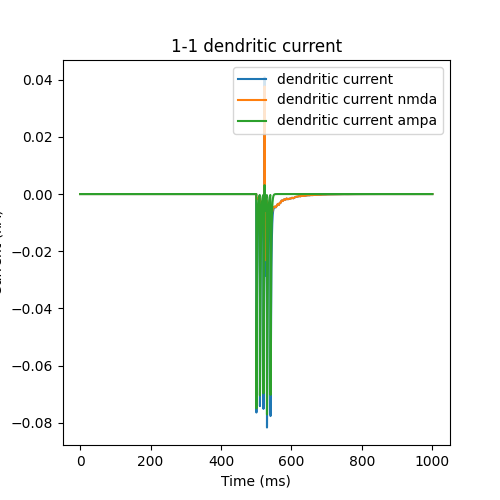 1-1 dendritic current
dendritic current
dendritic current nmda
dendritic current ampa
0.04
0.02
0.00
−0.02
−0.04
−0.06
−0.08
0
200
400
600
800
1000
Time (ms)